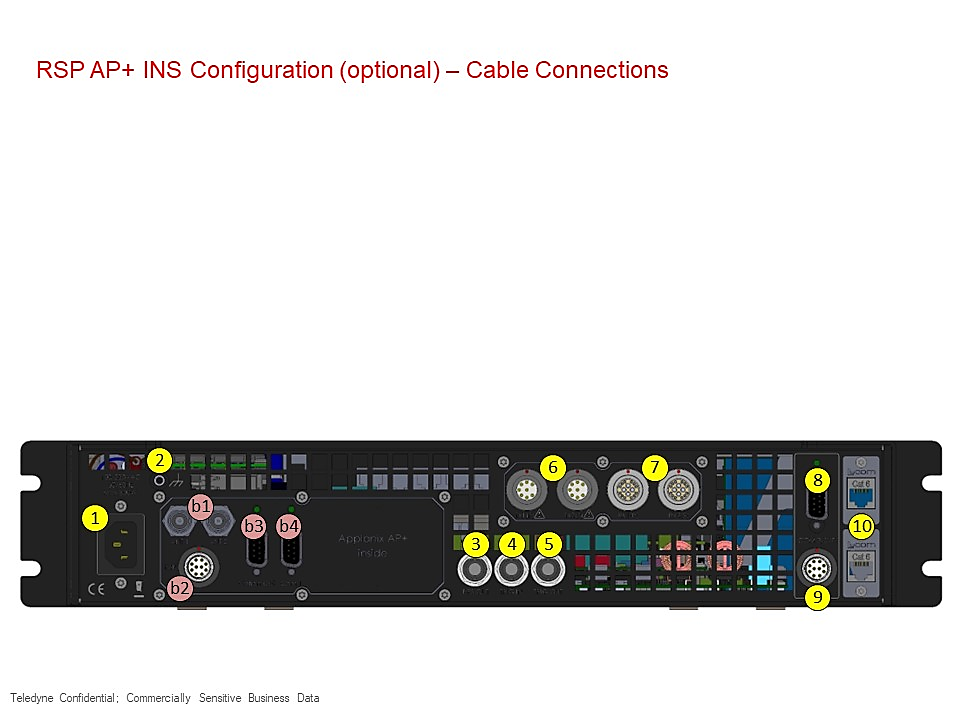 RSP AP+ INS Configuration (optional) – Cable Connections
2
6
7
8
Cat 6
b1
1
b3
b4
10
Applanix AP+
inside
3
4
5
Cat 6
b2
CE
9
Teledyne Confidential; Commercially Sensitive Business Data